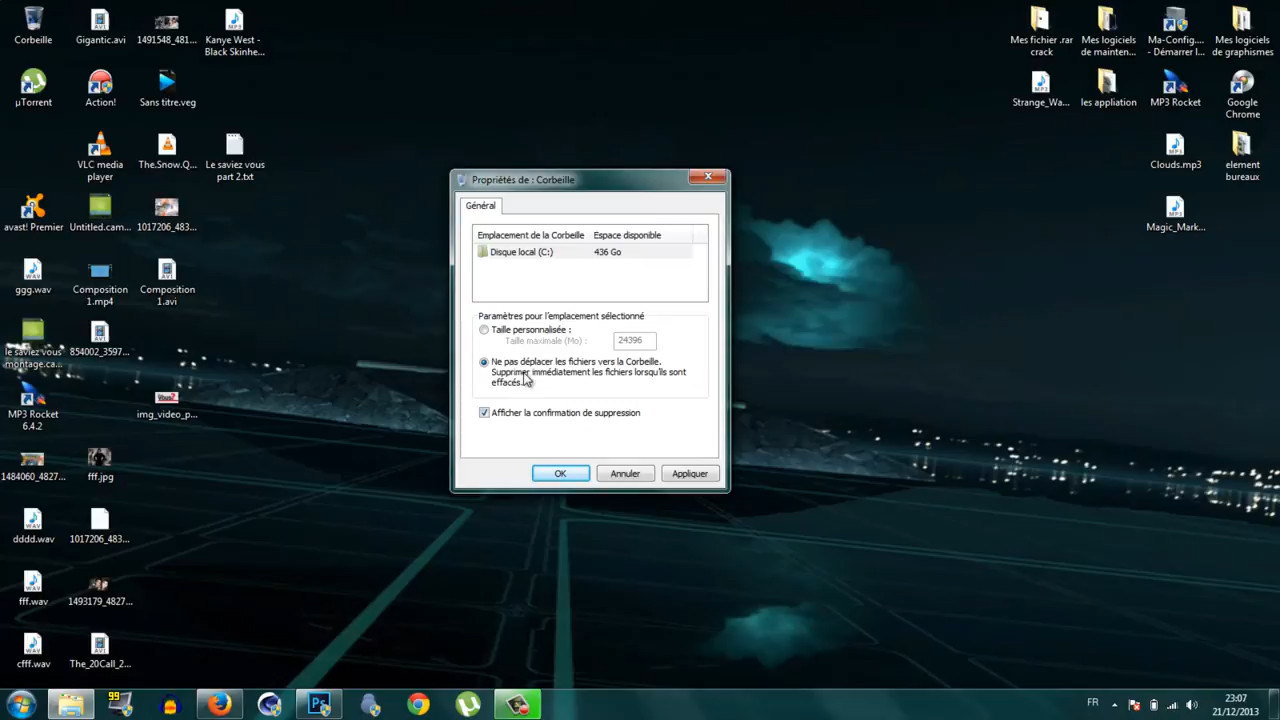 Corbeille
Gigantic.avi
1491548_481...
Kanye West -
Black Skinhe...
µTorrent
Action!
Sans titre.veg
VLC media
player
The.Snow.Q...
Le saviez vous
part 2.txt
avast! Premier
Untitled.cam...
1017206_483...
ggg.wav
Composition
1.mp4
Composition
1.avi
le saviez vous
montage.ca...
854002_3597...
MP3 Rocket
6.4.2
img_video_p...
1484060_4827...
fff.jpg
dddd.wav
1017206_483...
fff.wav
1493179_4827...
cfff.wav
The_20Call_2...
Mes fichier .rar
crack
Mes logiciels
de mainten...
Ma-Config....
- Démarrer l...
Mes logiciels
de graphismes
Strange_Wa...
les appliation
MP3 Rocket
Google
Chrome
Clouds.mp3
element
bureaux
Magic_Mark...
Propriétés de : Corbeille
Général
Emplacement de la Corbeille Espace disponible
Disque local (C:) 436 Go
Paramètres pour l'emplacement sélectionné
Taille personnalisée :
Taille maximale (Mo) : 24396
Ne pas déplacer les fichiers vers la Corbeille.
Supprimer immédiatement les fichiers lorsqu'ils sont
effacés.
Afficher la confirmation de suppression
OK Annuler Appliquer
99
Ps
FR
23:07
21/12/2013